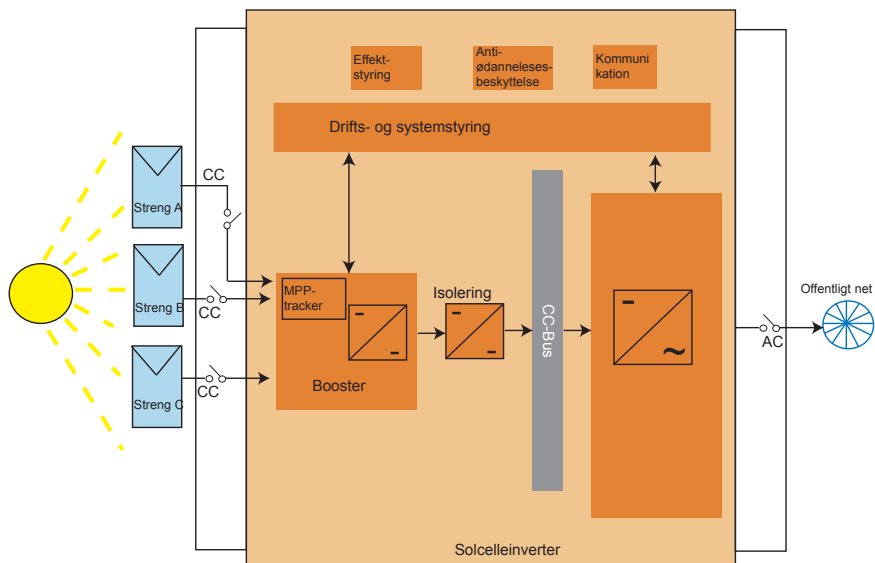 Effekt-
styring
Anti-
ødanneleses-
beskyttelse
Kommuni
kation
Drifts- og systemstyring
CC
Streng A
Streng B
CC
Streng C
CC
MPP-
tracker
Booster
Isolering
CC-Bus
~
Offentligt net
AC
Solcelleinverter